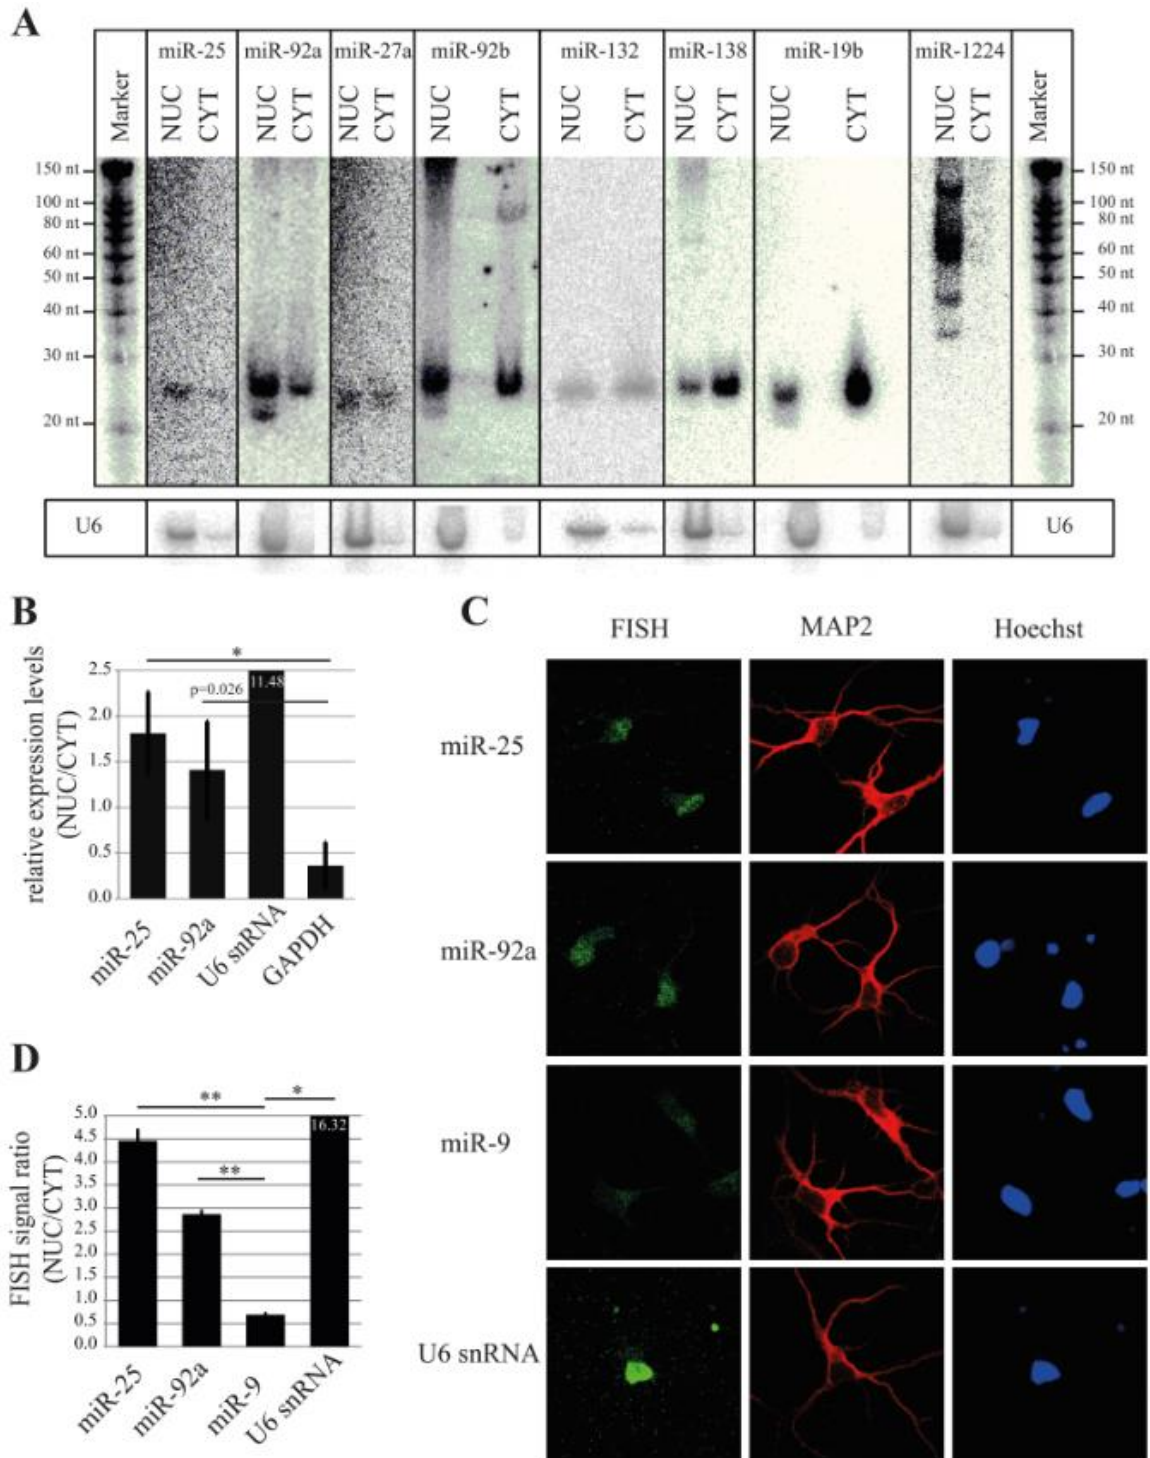 A
miR-25 miR-92a miR-27a miR-92b miR-132 miR-138 miR-19b miR-1224
Marker NUC CYT NUC CYT NUC CYT NUC CYT NUC CYT NUC CYT NUC CYT NUC CYT Marker
150 nt 150 nt
100 nt 100 nt
80 nt 80 nt
60 nt 60 nt
50 nt 50 nt
40 nt 40 nt
30 nt 30 nt
20 nt 20 nt
U6 U6
B
relative expression levels
(NUC/CYT)
*
p=0.026
11.48
2.5
2.0
1.5
1.0
0.5
0.0
miR-25 miR-92a U6 snRNA GAPDH
C
FISH MAP2 Hoechst
miR-25
miR-92a
miR-9
U6 snRNA
D
FISH signal ratio
(NUC/CYT)
** *
**
16.32
5.0
4.5
4.0
3.5
3.0
2.5
2.0
1.5
1.0
0.5
0.0
miR-25 miR-92a miR-9 U6 snRNA